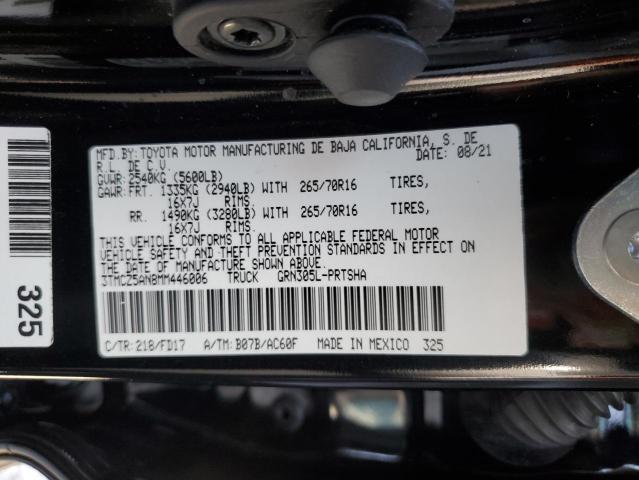 MFD.BY:TOYOTA MOTOR MANUFACTURING DE BAJA CALIFORNIA, S. DE
R.L. DE C.V. DATE: 08/21
GVWR: 2540KG (5600LB)
GAWR: FRT. 1335KG (2940LB) WITH 265/70R16 TIRES,
16X7J RIMS.
RR. 1490KG (3280LB) WITH 265/70R16 TIRES,
16X7J RIMS.
THIS VEHICLE CONFORMS TO ALL APPLICABLE FEDERAL MOTOR
VEHICLE SAFETY AND THEFT PREVENTION STANDARDS IN EFFECT ON
THE DATE OF MANUFACTURE SHOWN ABOVE.
3TMCZ5AN8MM446006 TRUCK GRN305L-PRTSHA
C/TR:218/FD17 A/TM:B07B/AC60F MADE IN MEXICO 325
325